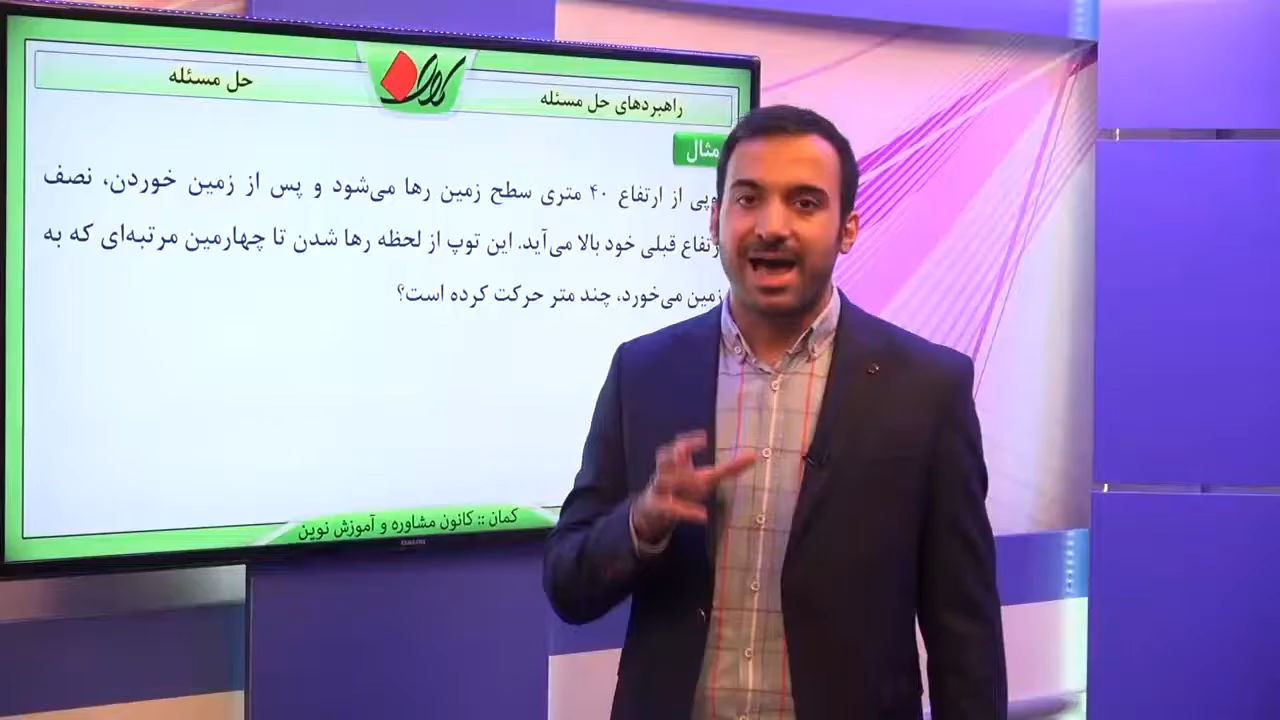 راهبردهای حل مسئله
حل مسئله
کمان
مثال
از ارتفاع ۴۰ متری سطح زمین رها می‌شود و پس از زمین خوردن، نصف
ارتفاع قبلی خود بالا می‌آید. این توپ از لحظه رها شدن تا چهارمین مرتبه‌ای که به
زمین می‌خورد، چند متر حرکت کرده است؟
کمان :: کانون مشاوره و آموزش نوین